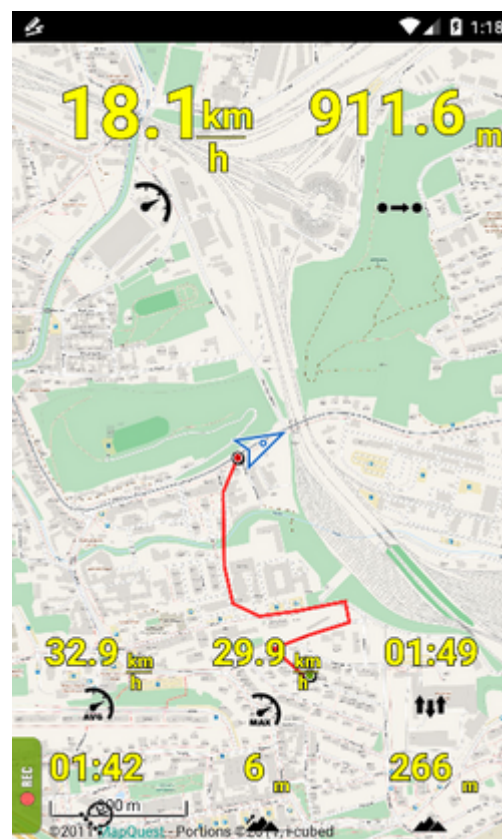 1:18
18.1 km/h 911.6 m
32.9 km/h 29.9 km/h 01:49
AVG MAX
REC 01:42 6 m 266 m
©2011 MapQuest - Portions ©2011, i-cubed